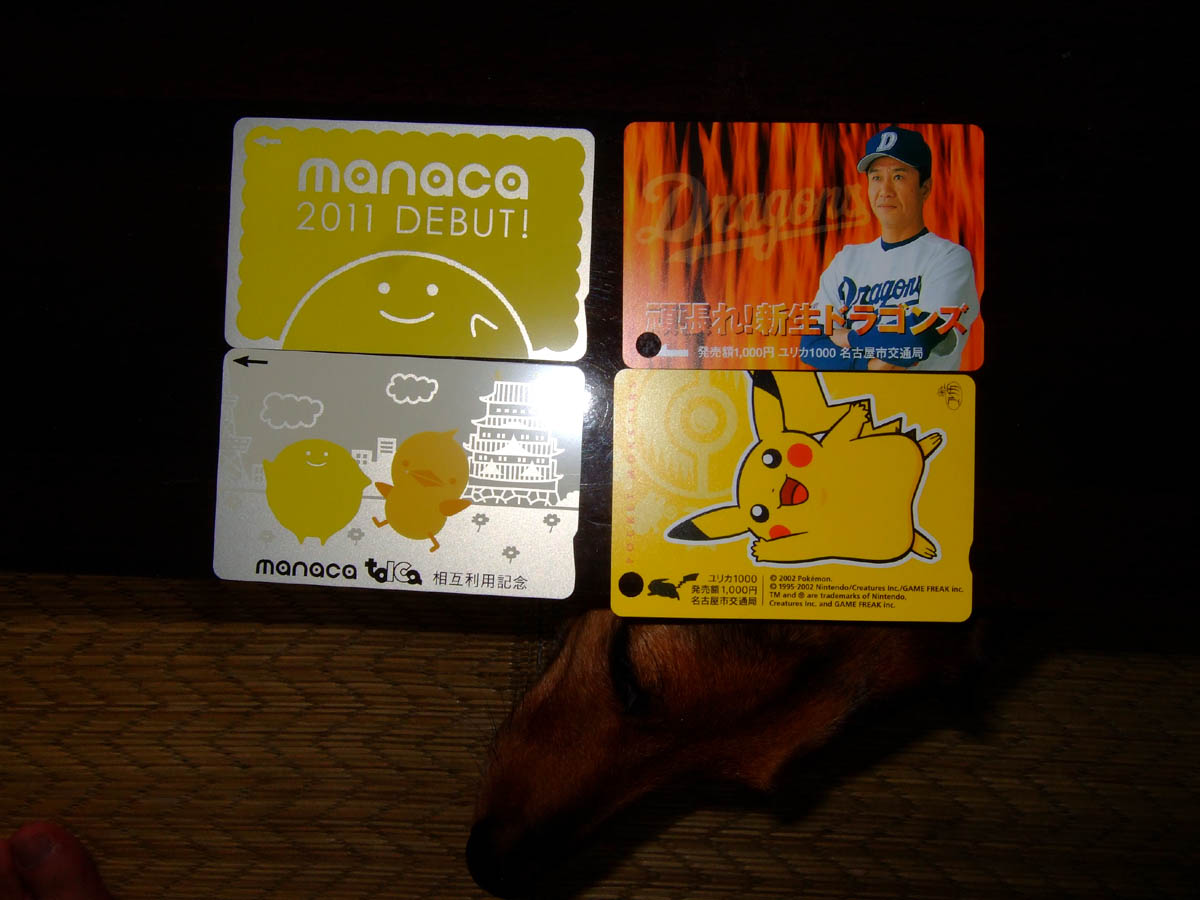 manaca
2011 DEBUT!
manaca toIca 相互利用記念
Dragons
D
Dragons
頑張れ!新生ドラゴンズ
発売額1,000円 ユリカ1000 名古屋市交通局
POCKET MONSTERS
ユリカ1000
発売額1,000円
名古屋市交通局
© 2002 Pokémon.
© 1995-2002 Nintendo/Creatures Inc./GAME FREAK inc.
TM and ® are trademarks of Nintendo,
Creatures Inc. and GAME FREAK inc.